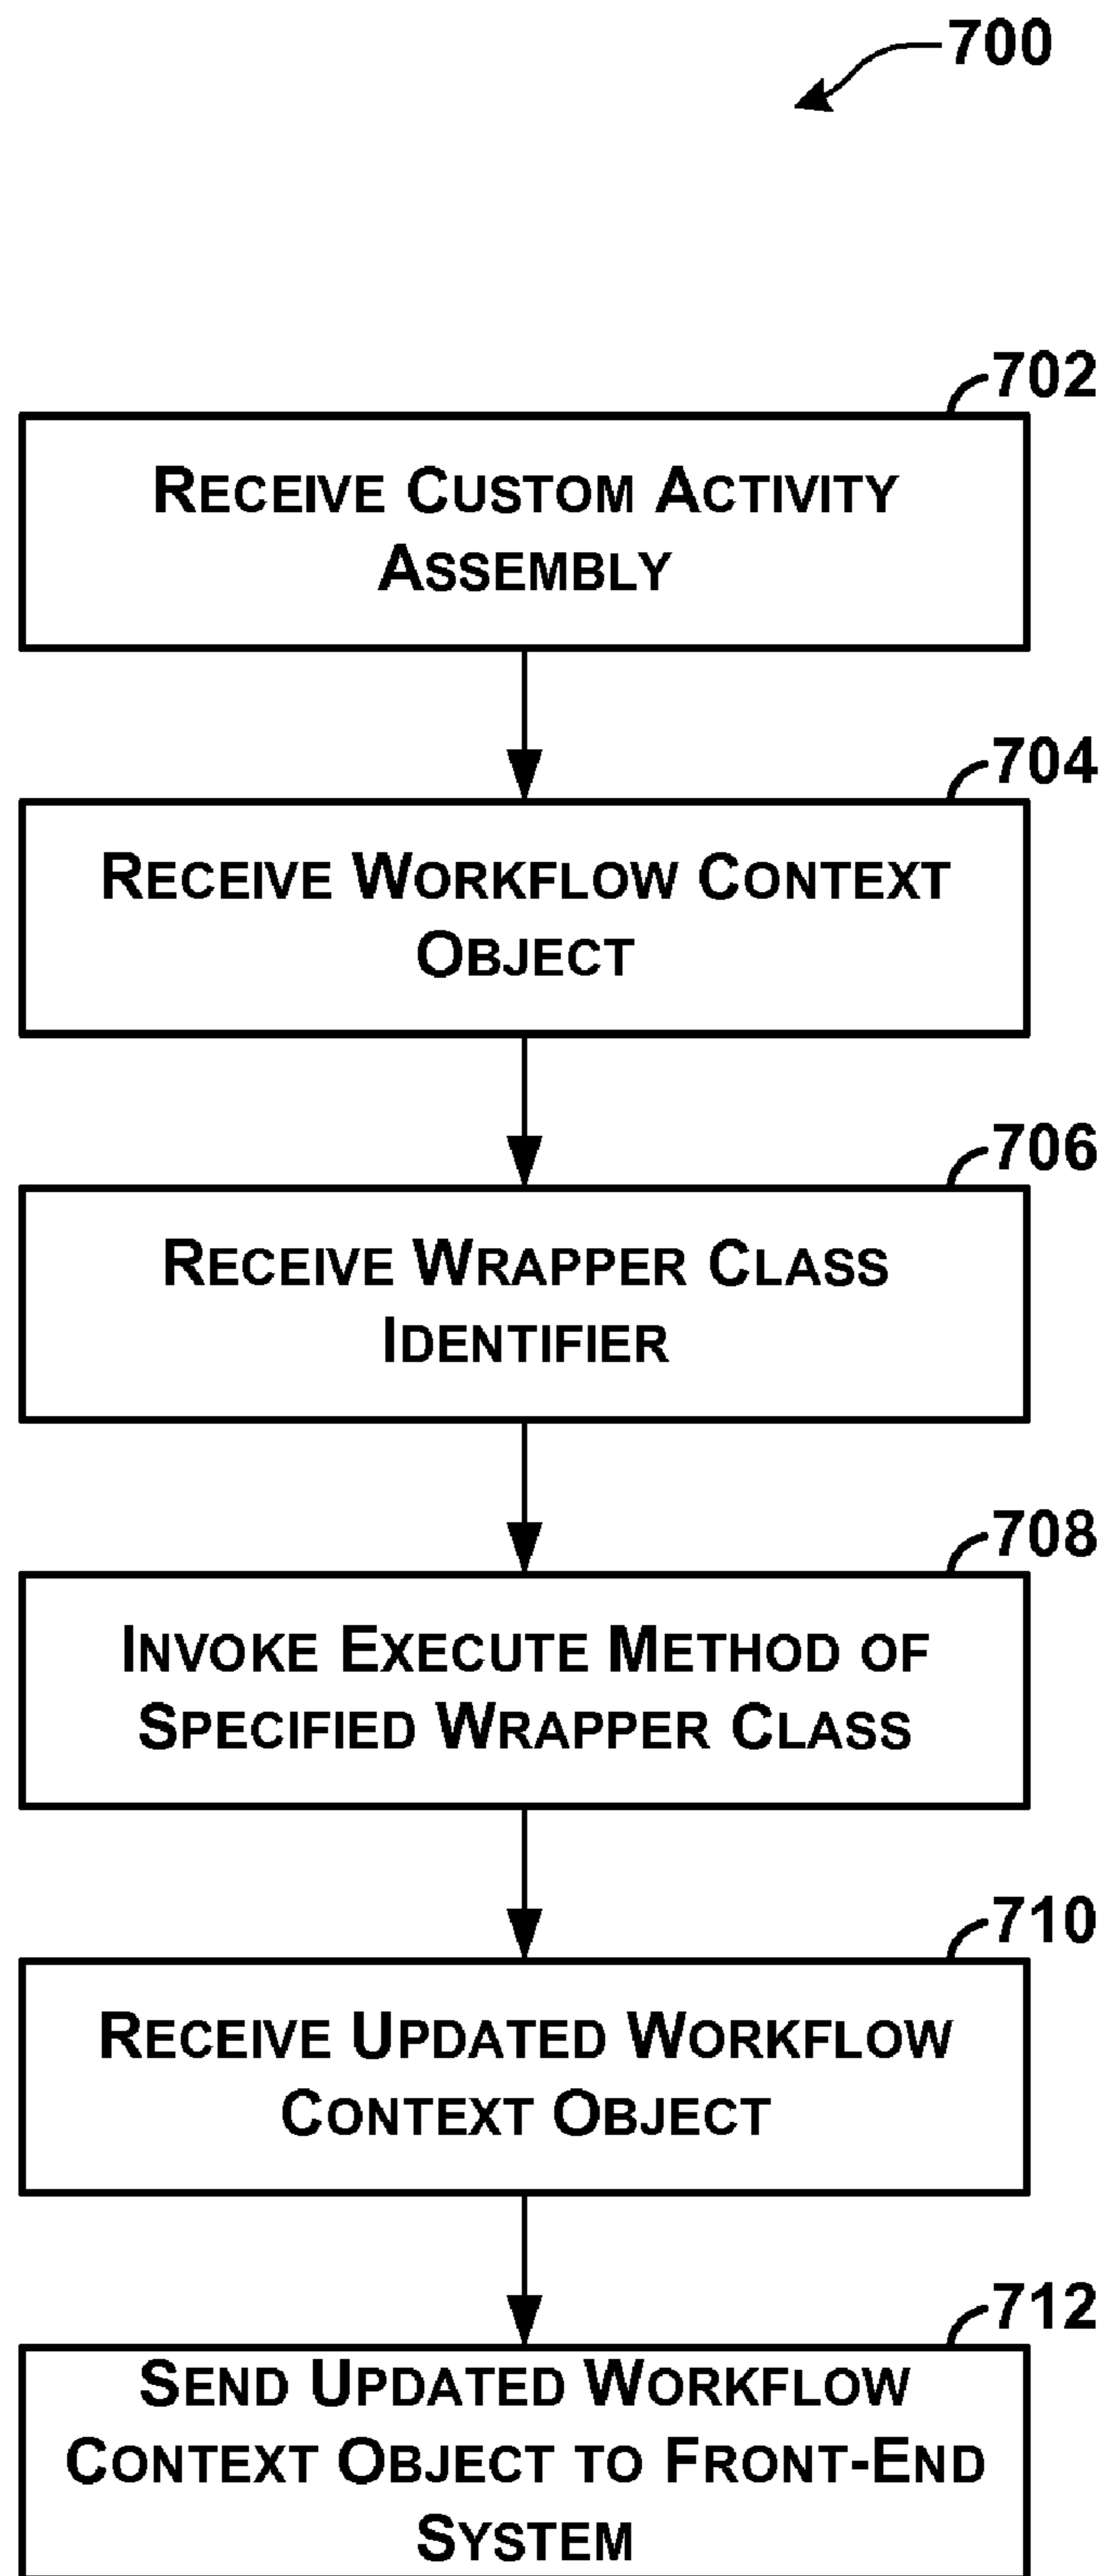 700
702
RECEIVE CUSTOM ACTIVITY
ASSEMBLY
704
RECEIVE WORKFLOW CONTEXT
OBJECT
706
RECEIVE WRAPPER CLASS
IDENTIFIER
708
INVOKE EXECUTE METHOD OF
SPECIFIED WRAPPER CLASS
710
RECEIVE UPDATED WORKFLOW
CONTEXT OBJECT
712
SEND UPDATED WORKFLOW
CONTEXT OBJECT TO FRONT-END
SYSTEM